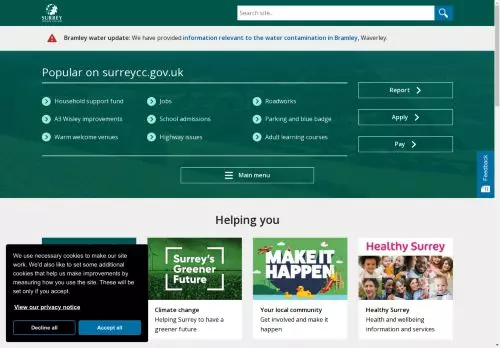 SURREY
Search site..
Bramley water update: We have provided information relevant to the water contamination in Bramley, Waverley.
Popular on surreycc.gov.uk
Household support fund
Jobs
Roadworks
A3 Wisley improvements
School admissions
Parking and blue badge
Warm welcome venues
Highway issues
Adult learning courses
Report
Apply
Pay
Main menu
Feedback
Helping you
We use necessary cookies to make our site
work. We'd also like to set some additional
cookies that help us make improvements by
measuring how you use the site. These will be
set only if you accept.
View our privacy notice
Decline all
Accept all
Surrey's
Greener
Future
Climate change
Helping Surrey to have a
greener future
MAKE IT
HAPPEN
Your local community
Get involved and make it
happen
Healthy Surrey
Healthy Surrey
Health and wellbeing
information and services